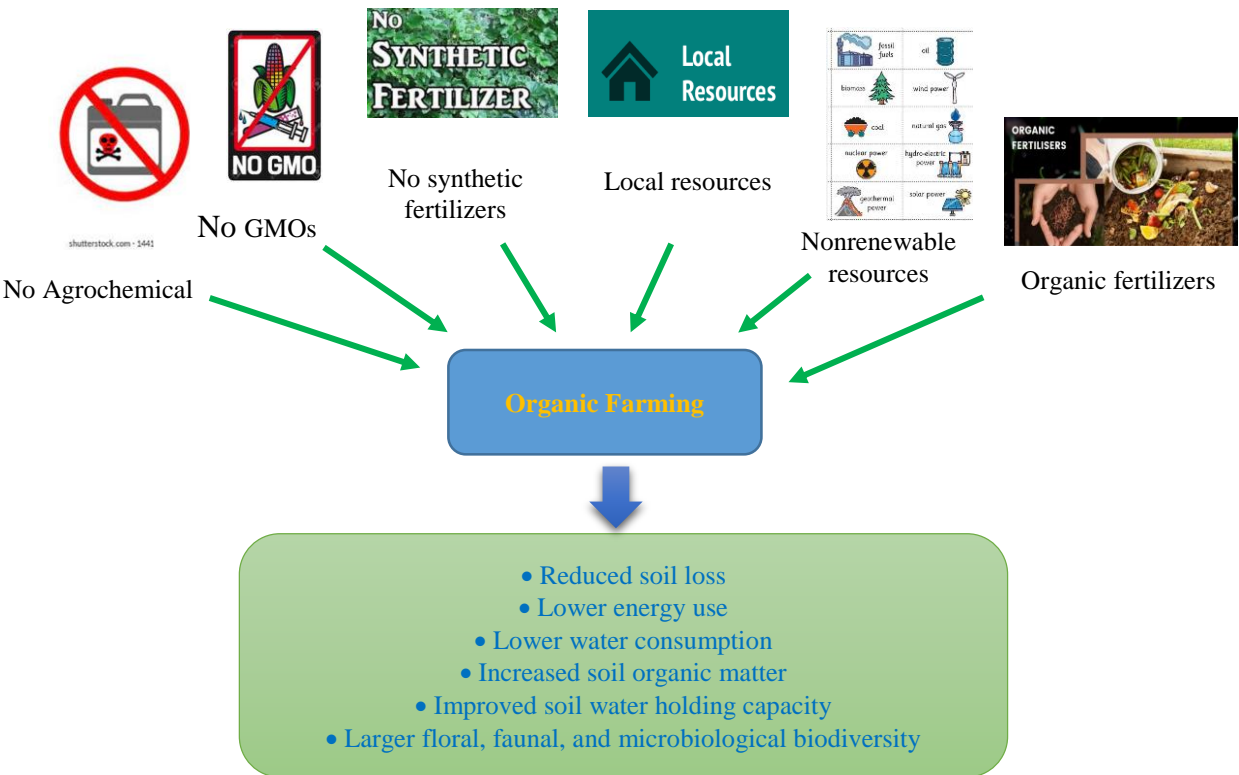 No
SYNTHETIC
FERTILIZER
Local
Resources
fossil
fuels
oil
biomass
wind power
coal
natural gas
nuclear power
hydro-electric
power
geothermal
power
solar power
ORGANIC
FERTILISERS
NO GMO
shutterstock.com · 1441
No Agrochemical
No GMOs
No synthetic
fertilizers
Local resources
Nonrenewable
resources
Organic fertilizers
Organic Farming
• Reduced soil loss
• Lower energy use
• Lower water consumption
• Increased soil organic matter
• Improved soil water holding capacity
• Larger floral, faunal, and microbiological biodiversity